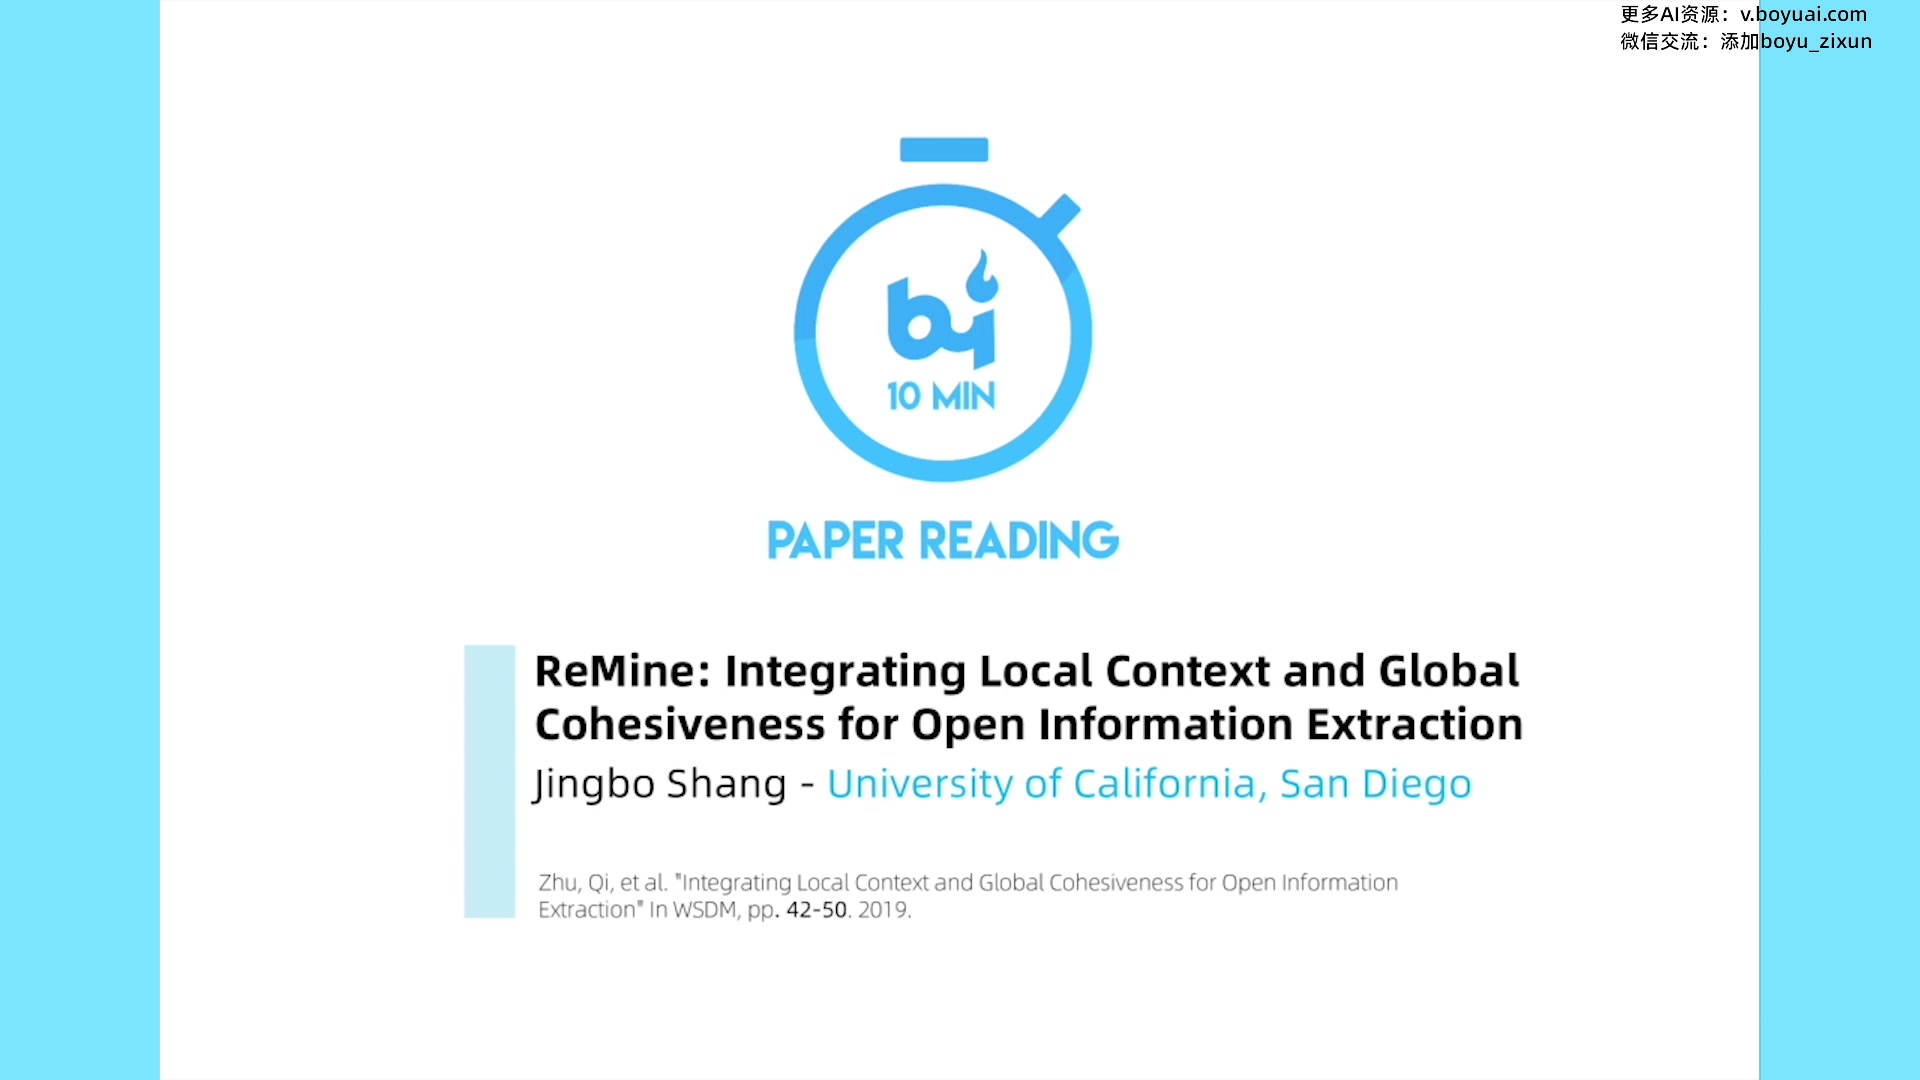 更多AI资源：v.boyuai.com
微信交流：添加boyu_zixun
by
10 MIN
PAPER READING
ReMine: Integrating Local Context and Global
Cohesiveness for Open Information Extraction
Jingbo Shang - University of California, San Diego
Zhu, Qi, et al. "Integrating Local Context and Global Cohesiveness for Open Information
Extraction" In WSDM, pp. 42-50. 2019.